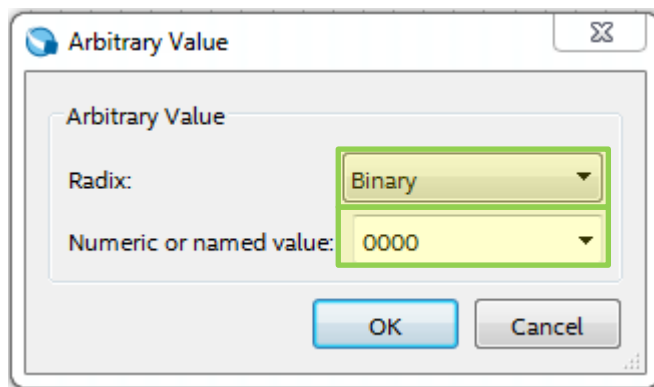 Arbitrary Value
Arbitrary Value
Radix: Binary
Numeric or named value: 0000
OK Cancel